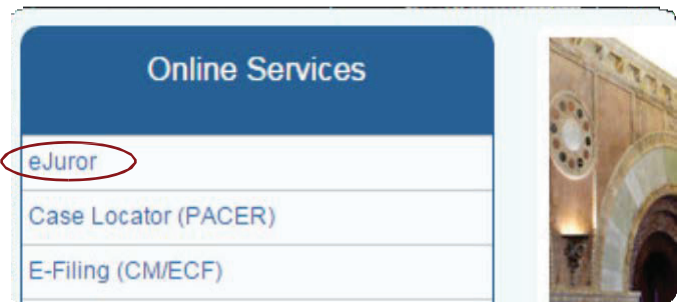 Online Services
eJuror
Case Locator (PACER)
E-Filing (CM/ECF)